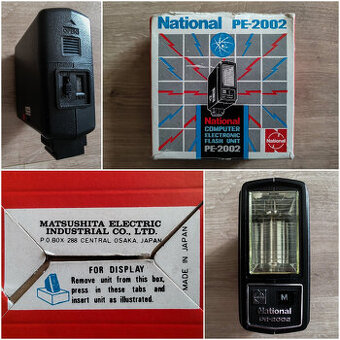 OPEN
National PE-2002
National
COMPUTER
ELECTRONIC
FLASH UNIT
PE-2002
National
MATSUSHITA ELECTRIC
INDUSTRIAL CO., LTD.
P.O.BOX 288 CENTRAL OSAKA, JAPAN
FOR DISPLAY
Remove unit from this box,
press in these tabs and
insert unit as illustrated.
MADE IN JAPAN
M
National
PE-2002